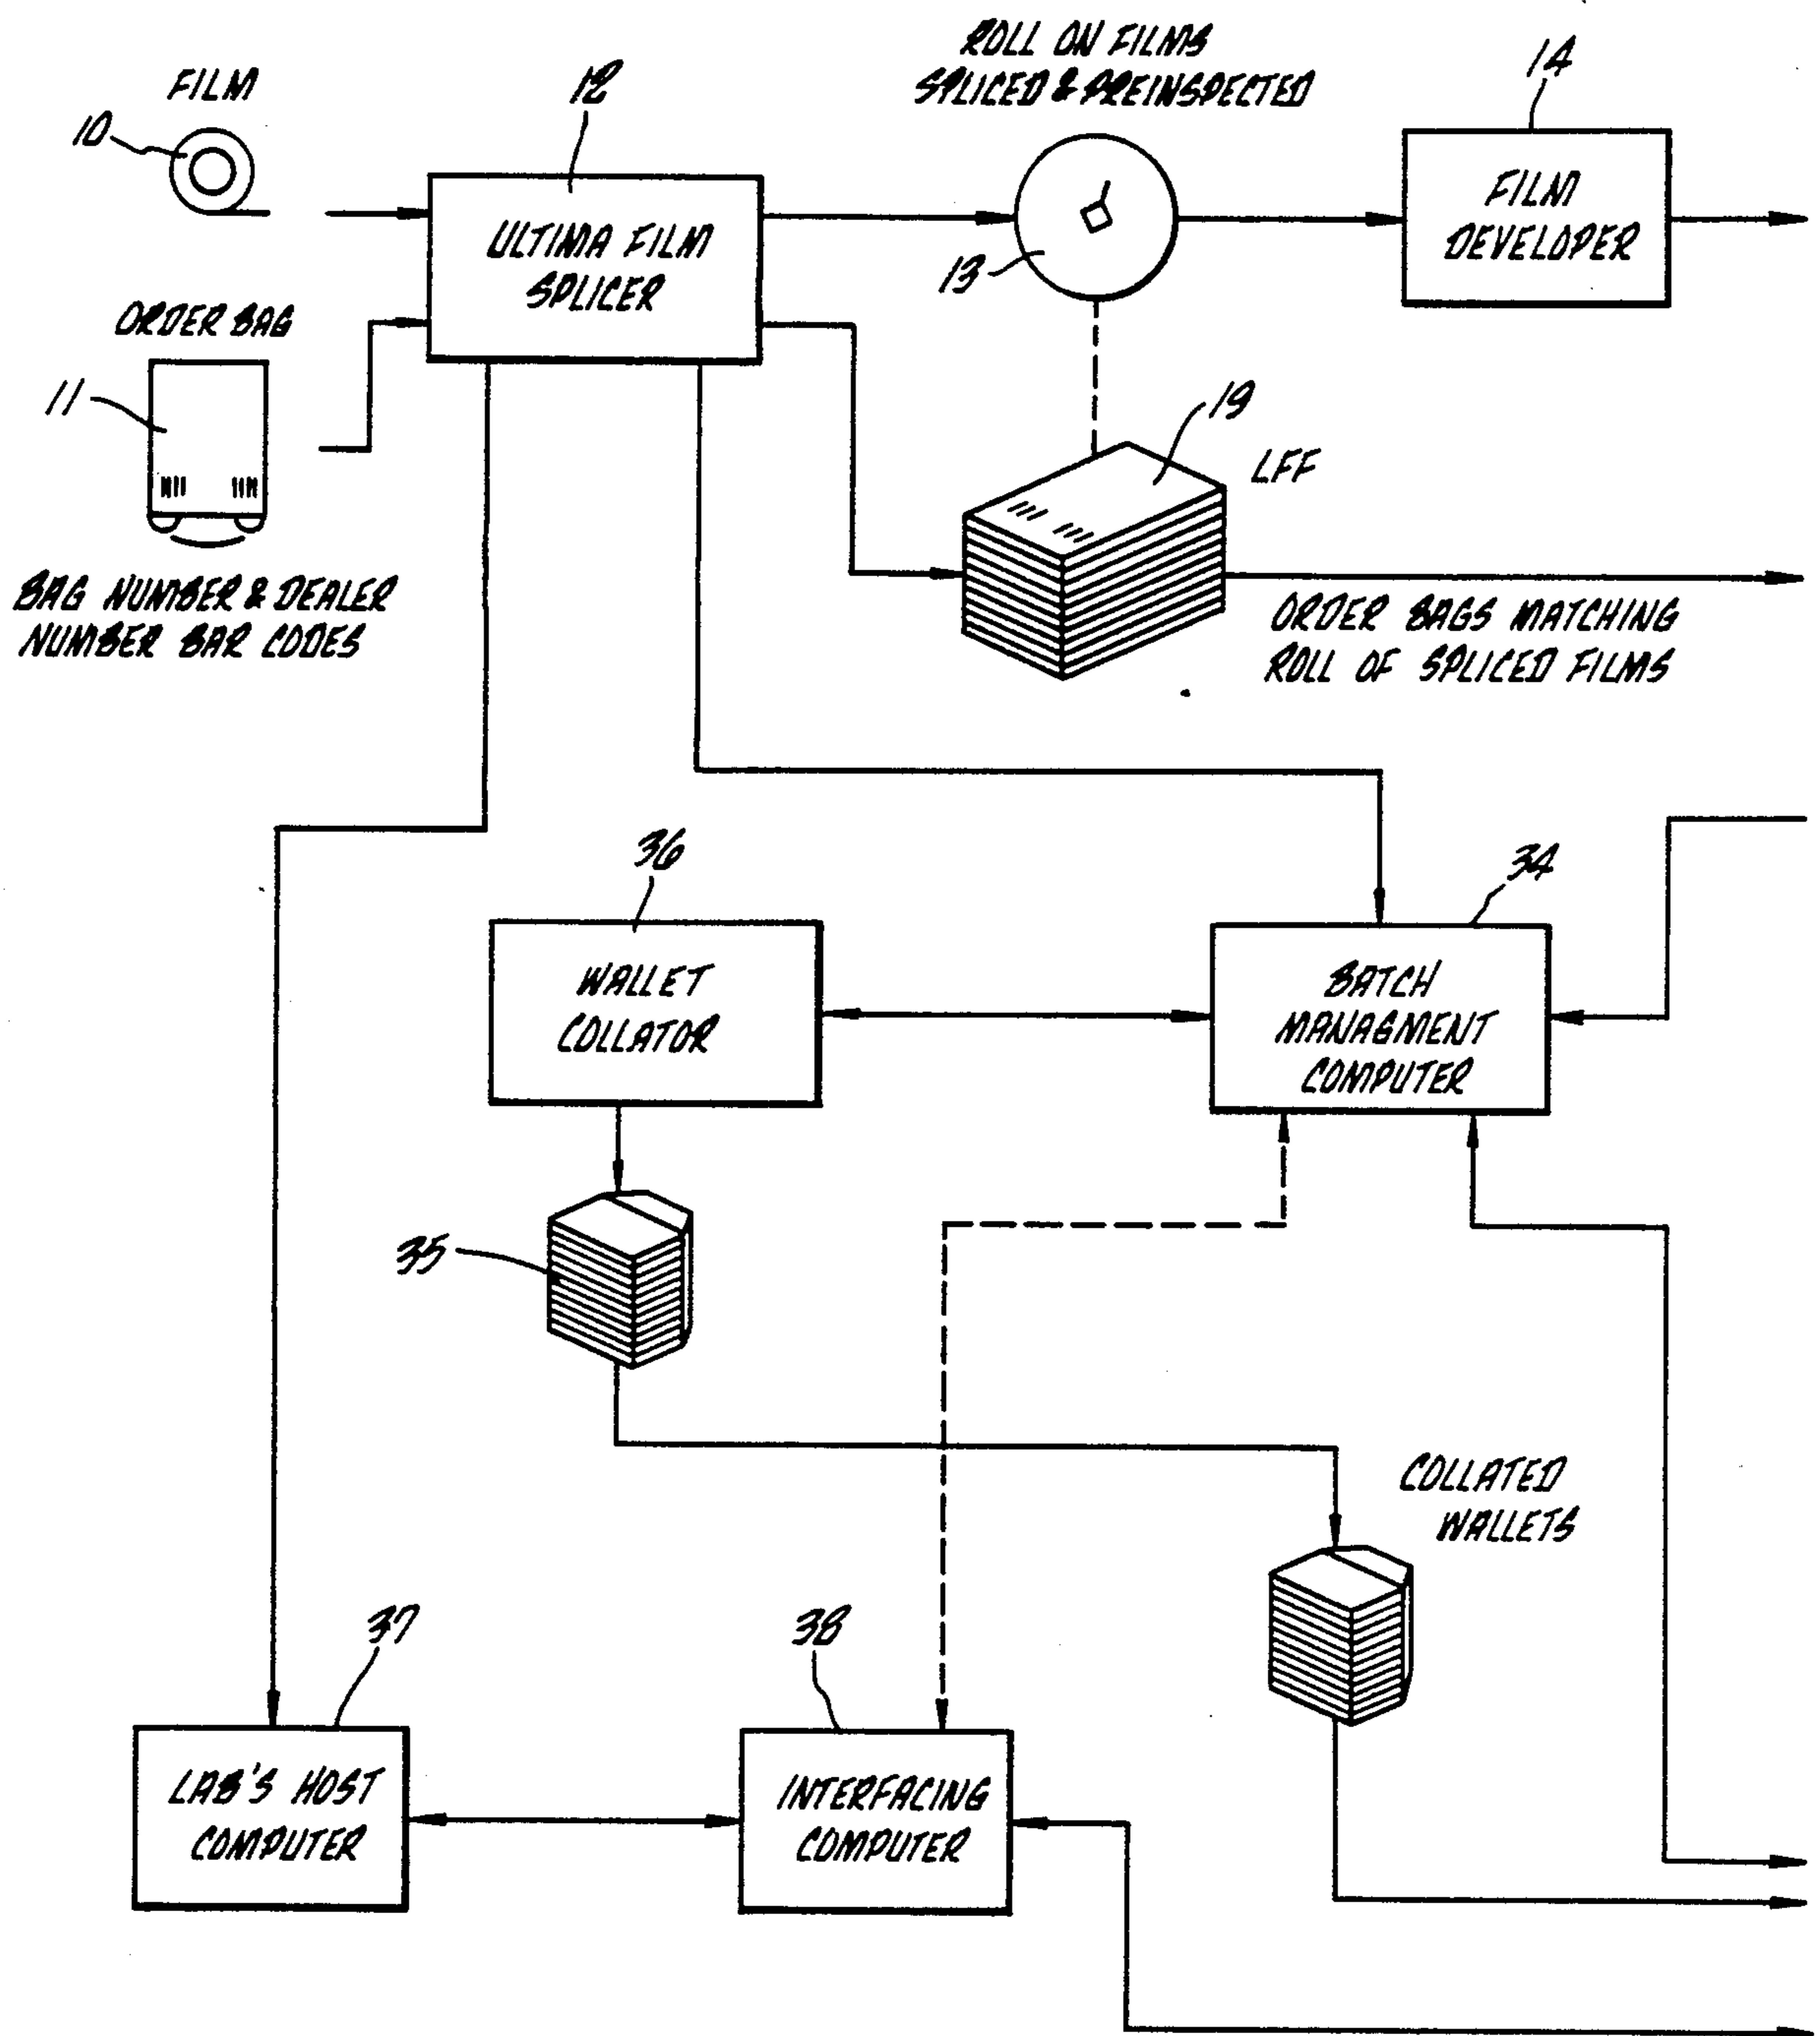 FILM
10
12
ROLL ON FILMS
SPLICED & PREINSPECTED
14
ULTIMA FILM
SPLICER
13
FILM
DEVELOPER
ORDER BAG
11
19
LFF
BAG NUMBER & DEALER
NUMBER BAR CODES
ORDER BAGS MATCHING
ROLL OF SPLICED FILMS
36
34
WALLET
COLLATOR
BATCH
MANAGMENT
COMPUTER
35
COLLATED
WALLETS
37
38
LAB'S HOST
COMPUTER
INTERFACING
COMPUTER